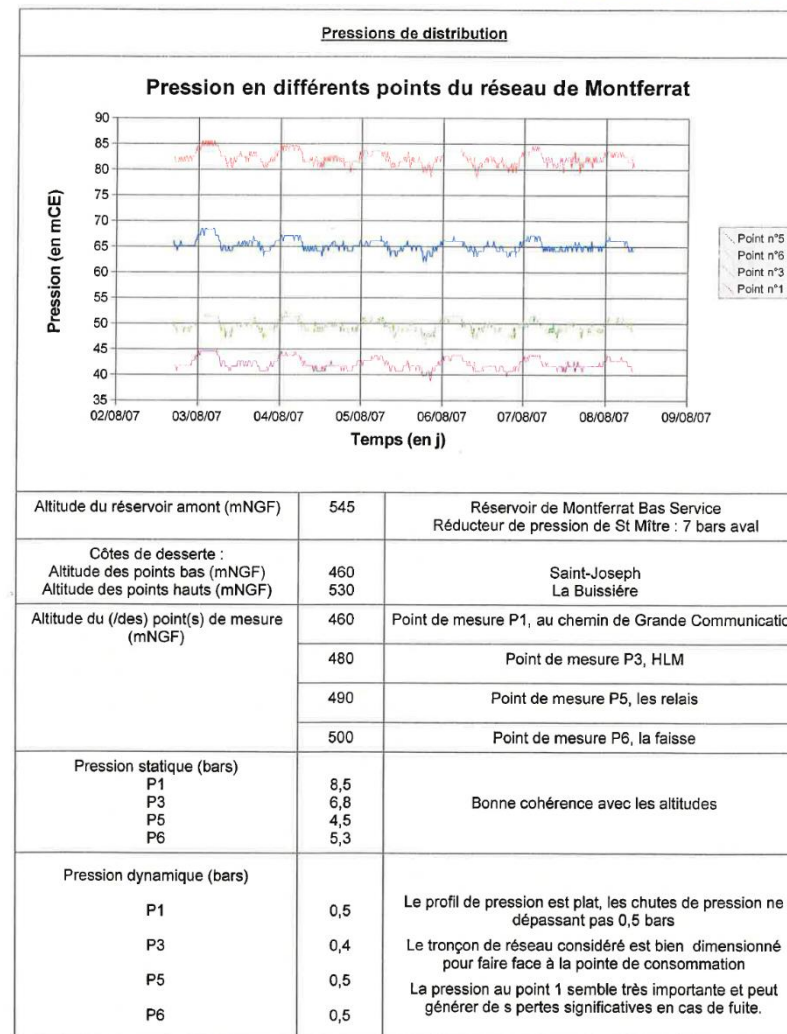 Pressions de distribution
Pression en différents points du réseau de Montferrat
Pression (en mCE)
90
85
80
75
70
65
60
55
50
45
40
35
02/08/07 03/08/07 04/08/07 05/08/07 06/08/07 07/08/07 08/08/07 09/08/07
Temps (en j)
Point n°5
Point n°6
Point n°3
Point n°1
Altitude du réservoir amont (mNGF) 545 Réservoir de Montferrat Bas Service
Réducteur de pression de St Mître : 7 bars aval
Côtes de desserte :
Altitude des points bas (mNGF) 460 Saint-Joseph
Altitude des points hauts (mNGF) 530 La Buissiére
Altitude du (/des) point(s) de mesure 460 Point de mesure P1, au chemin de Grande Communicatio
(mNGF)
480 Point de mesure P3, HLM
490 Point de mesure P5, les relais
500 Point de mesure P6, la faisse
Pression statique (bars)
P1 8,5
P3 6,8 Bonne cohérence avec les altitudes
P5 4,5
P6 5,3
Pression dynamique (bars)
P1 0,5 Le profil de pression est plat, les chutes de pression ne
dépassant pas 0,5 bars
P3 0,4 Le tronçon de réseau considéré est bien dimensionné
pour faire face à la pointe de consommation
P5 0,5 La pression au point 1 semble très importante et peut
générer de s pertes significatives en cas de fuite.
P6 0,5